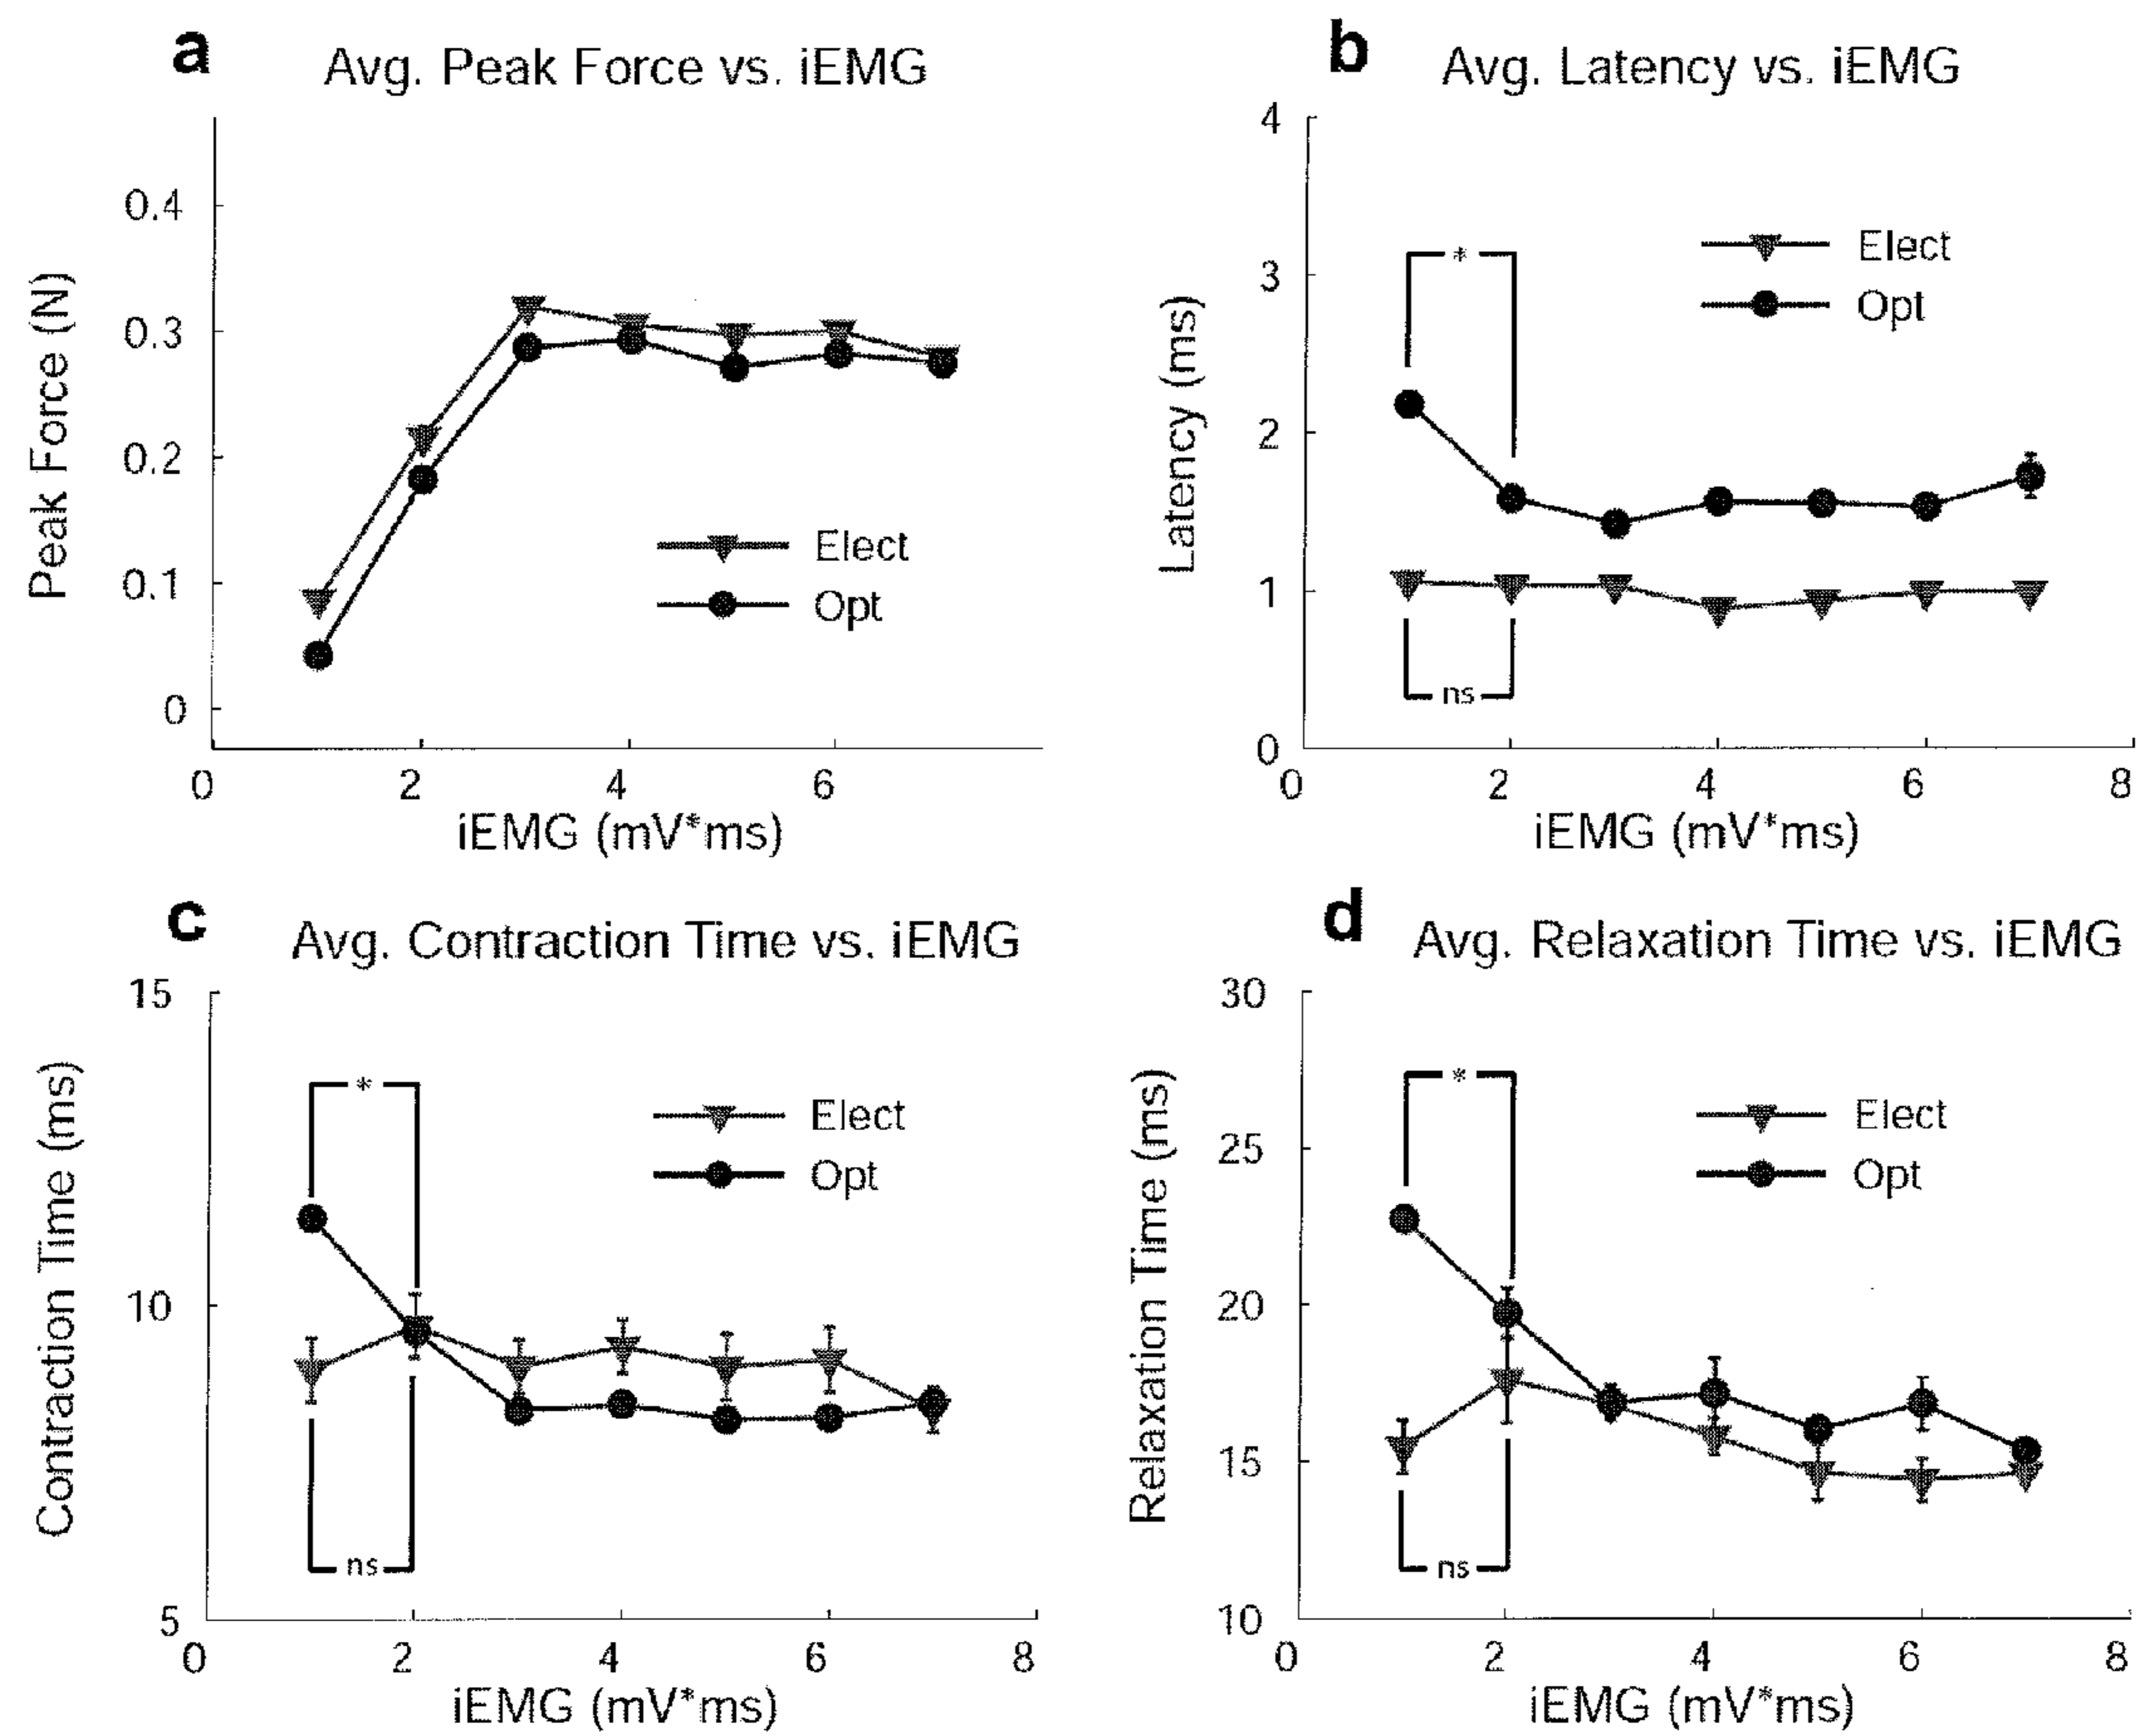 a
Avg. Peak Force vs. iEMG
0.4
0.3
0.2
0.1
0
Peak Force (N)
Elect
Opt
0
2
4
6
iEMG (mV*ms)
b
Avg. Latency vs. iEMG
4
3
2
1
0
Latency (ms)
*
Elect
Opt
ns
0
2
4
6
8
iEMG (mV*ms)
c
Avg. Contraction Time vs. iEMG
15
10
5
Contraction Time (ms)
*
Elect
Opt
ns
0
2
4
6
8
iEMG (mV*ms)
d
Avg. Relaxation Time vs. iEMG
30
25
20
15
10
Relaxation Time (ms)
*
Elect
Opt
ns
0
2
4
6
8
iEMG (mV*ms)